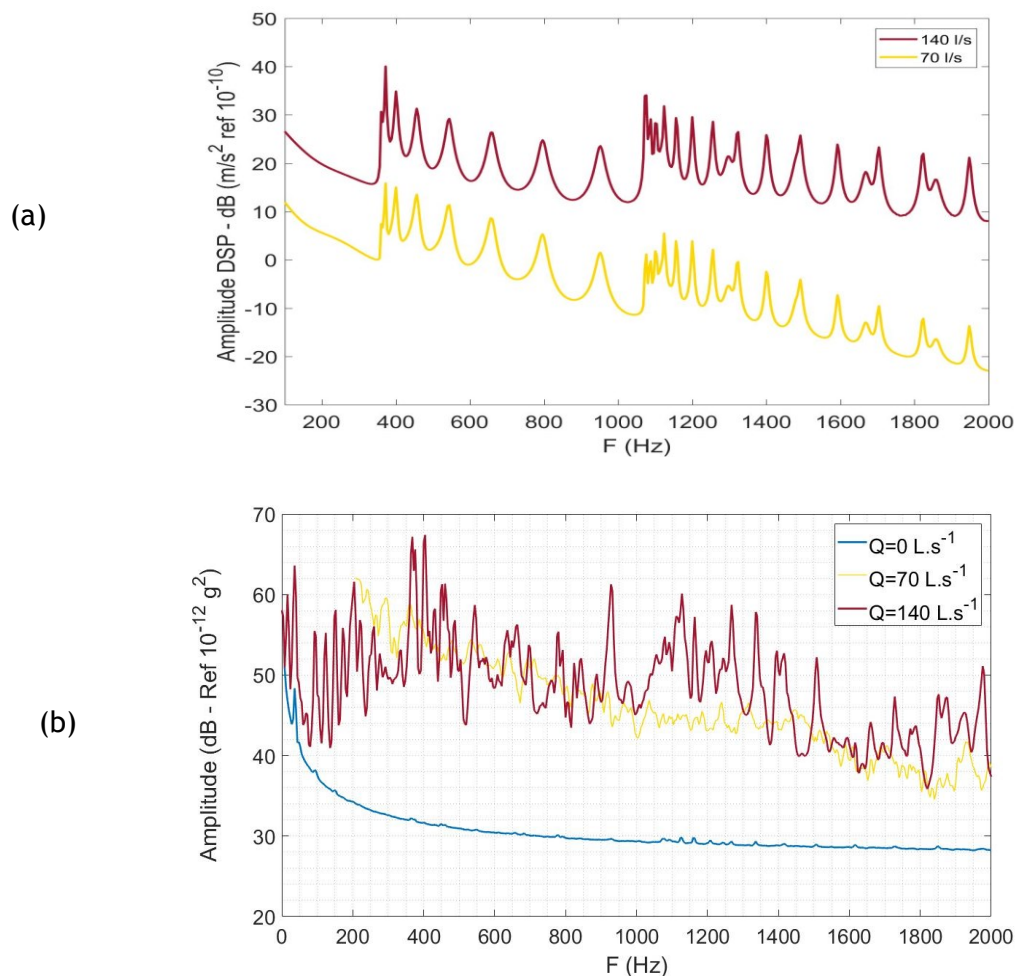 50
40
30
20
10
0
-10
-20
-30
Amplitude DSP - dB (m/s² ref 10⁻¹⁰)
140 l/s
70 l/s
(a)
200 400 600 800 1000 1200 1400 1600 1800 2000
F (Hz)
70
60
50
40
30
20
Amplitude (dB - Ref 10⁻¹² g²)
Q=0 L.s⁻¹
Q=70 L.s⁻¹
Q=140 L.s⁻¹
(b)
0 200 400 600 800 1000 1200 1400 1600 1800 2000
F (Hz)